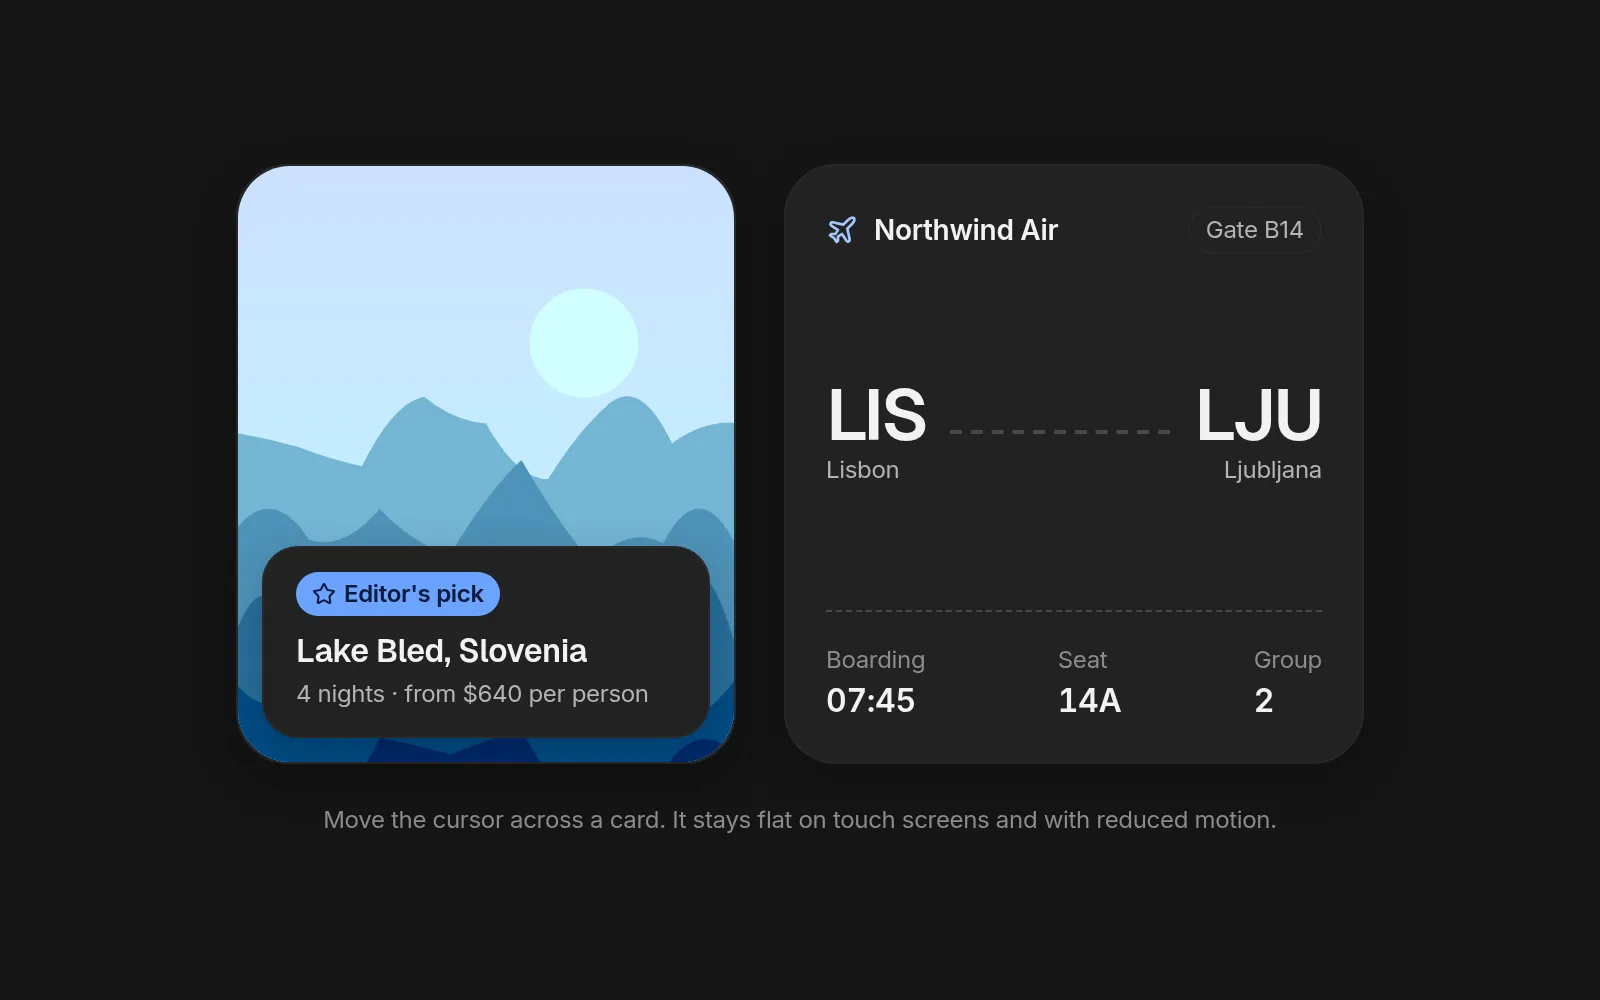 Editor's pick
Lake Bled, Slovenia
4 nights · from $640 per person
Northwind Air
Gate B14
LIS
LJU
Lisbon
Ljubljana
Boarding
Seat
Group
07:45
14A
2
Move the cursor across a card. It stays flat on touch screens and with reduced motion.